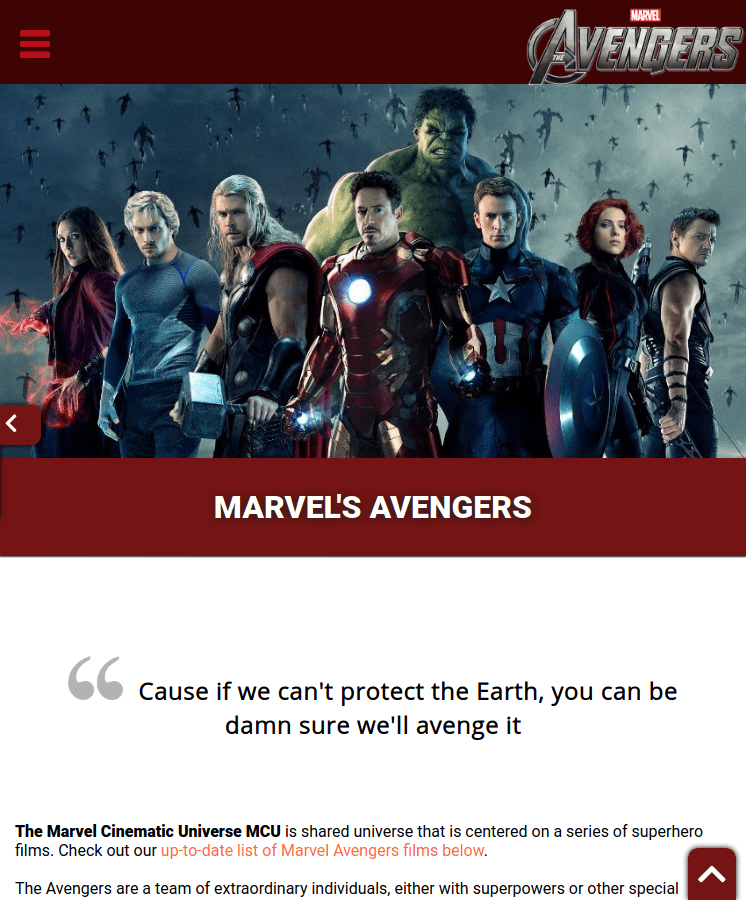 MARVEL
THE AVENGERS
MARVEL'S AVENGERS
“ Cause if we can't protect the Earth, you can be
damn sure we'll avenge it
The Marvel Cinematic Universe MCU is shared universe that is centered on a series of superhero
films. Check out our up-to-date list of Marvel Avengers films below.
The Avengers are a team of extraordinary individuals, either with superpowers or other special